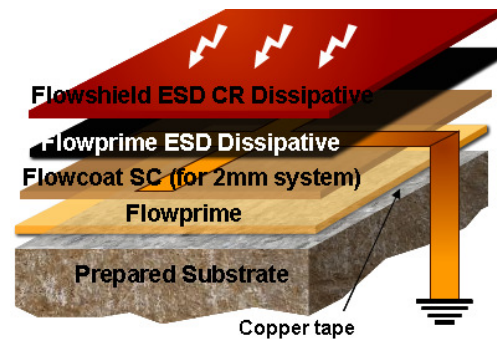 Flowshield ESD CR Dissipative
Flowprime ESD Dissipative
Flowcoat SC (for 2mm system)
Flowprime
Prepared Substrate
Copper tape